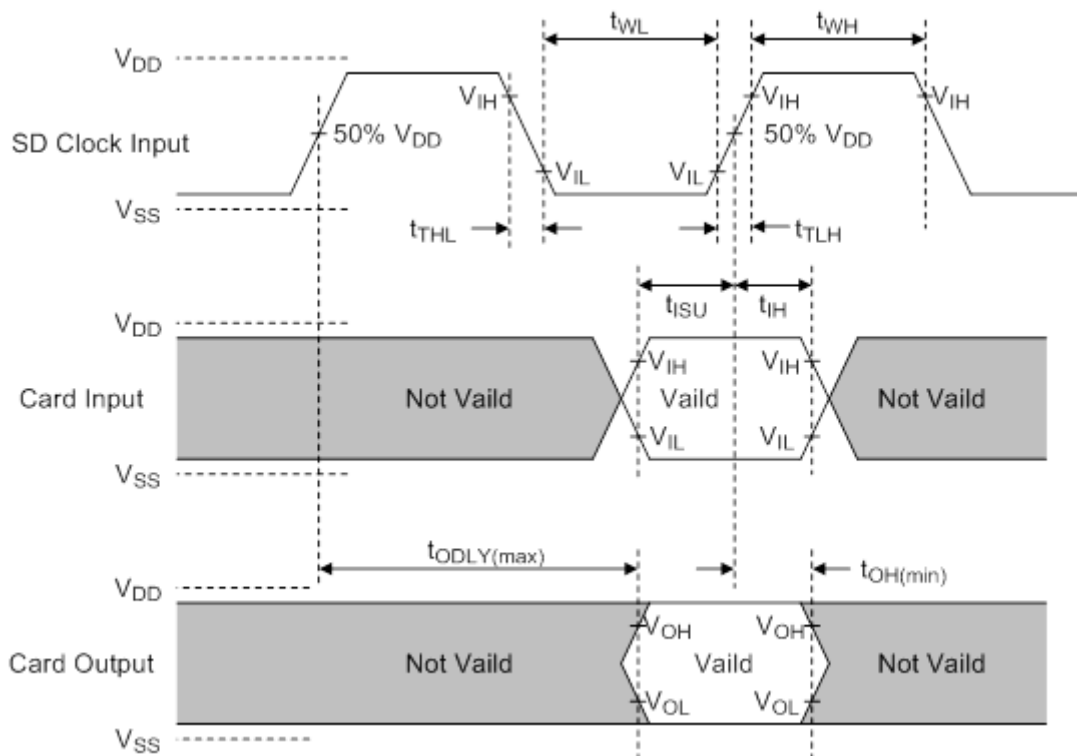 tWL tWH
VDD
VIH VIH VIH
SD Clock Input 50% VDD 50% VDD
VIL VIL
VSS
tTHL tTLH
tISU tIH
VDD
VIH VIH
Card Input Not Vaild Vaild Not Vaild
VIL VIL
VSS
tODLY(max) tOH(min)
VDD
VOH VOH
Card Output Not Vaild Vaild Not Vaild
VOL VOL
VSS